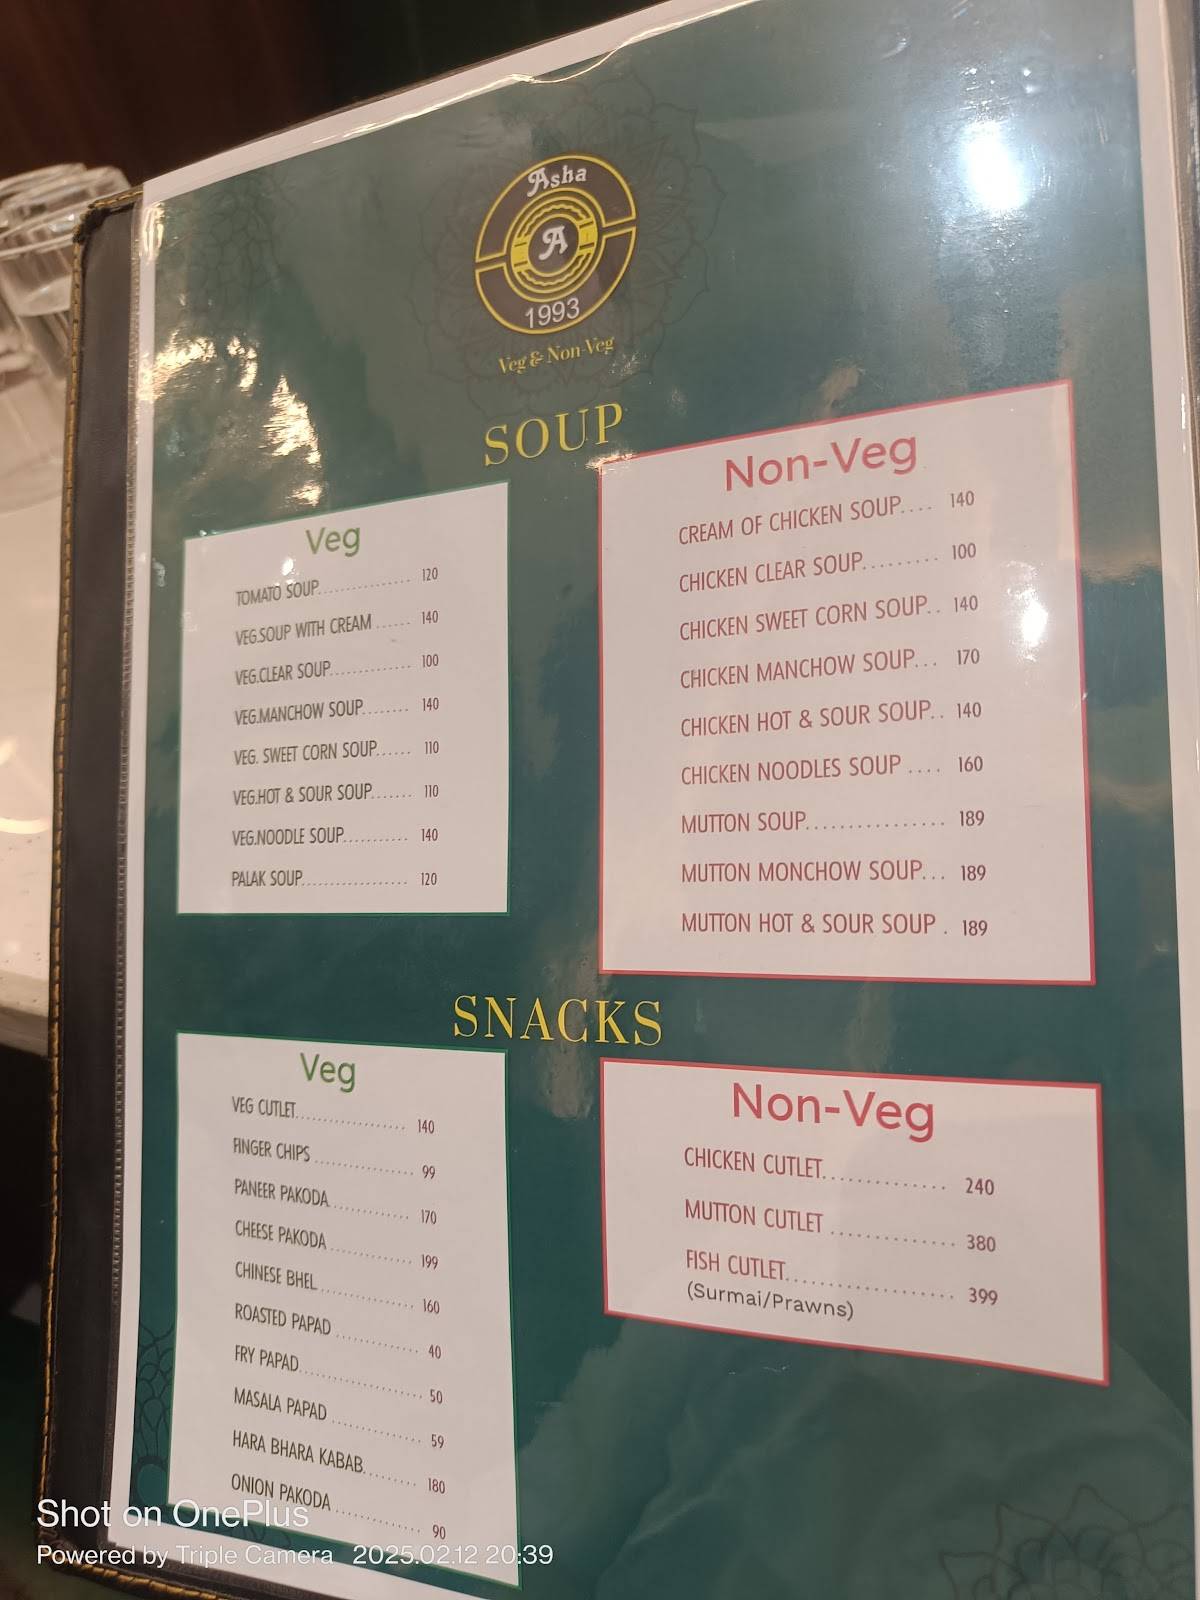 Asha
A
1993
Veg & Non-Veg
SOUP
Veg
TOMATO SOUP............. 120
VEG.SOUP WITH CREAM ...... 140
VEG.CLEAR SOUP............ 100
VEG.MANCHOW SOUP........ 140
VEG. SWEET CORN SOUP...... 110
VEG.HOT & SOUR SOUP....... 110
VEG.NOODLE SOUP........... 140
PALAK SOUP.................. 120
Non-Veg
CREAM OF CHICKEN SOUP.... 140
CHICKEN CLEAR SOUP......... 100
CHICKEN SWEET CORN SOUP.. 140
CHICKEN MANCHOW SOUP... 170
CHICKEN HOT & SOUR SOUP.. 140
CHICKEN NOODLES SOUP .... 160
MUTTON SOUP................ 189
MUTTON MONCHOW SOUP... 189
MUTTON HOT & SOUR SOUP . 189
SNACKS
Veg
VEG CUTLET.................. 140
FINGER CHIPS ................ 99
PANEER PAKODA............. 170
CHEESE PAKODA ............. 199
CHINESE BHEL ............... 160
ROASTED PAPAD ............. 40
FRY PAPAD................... 50
MASALA PAPAD .............. 59
HARA BHARA KABAB......... 180
ONION PAKODA .............. 90
Non-Veg
CHICKEN CUTLET.............. 240
MUTTON CUTLET .............. 380
FISH CUTLET................... 399
(Surmai/Prawns)
Shot on OnePlus
Powered by Triple Camera 2025.02.12 20:39